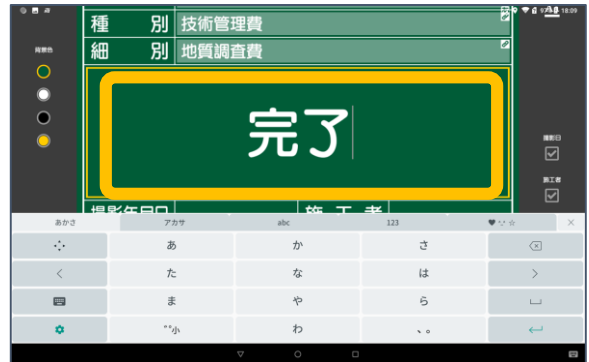 18:09
種 別 技術管理費
細 別 地質調査費
背景色
完了
撮影日
施工者
撮影年月日 施 工 者
あかさ アカサ abc 123 ♥·:· ☆ ×
あ か さ
< た な は >
ま や ら
゛゜小 わ 、。